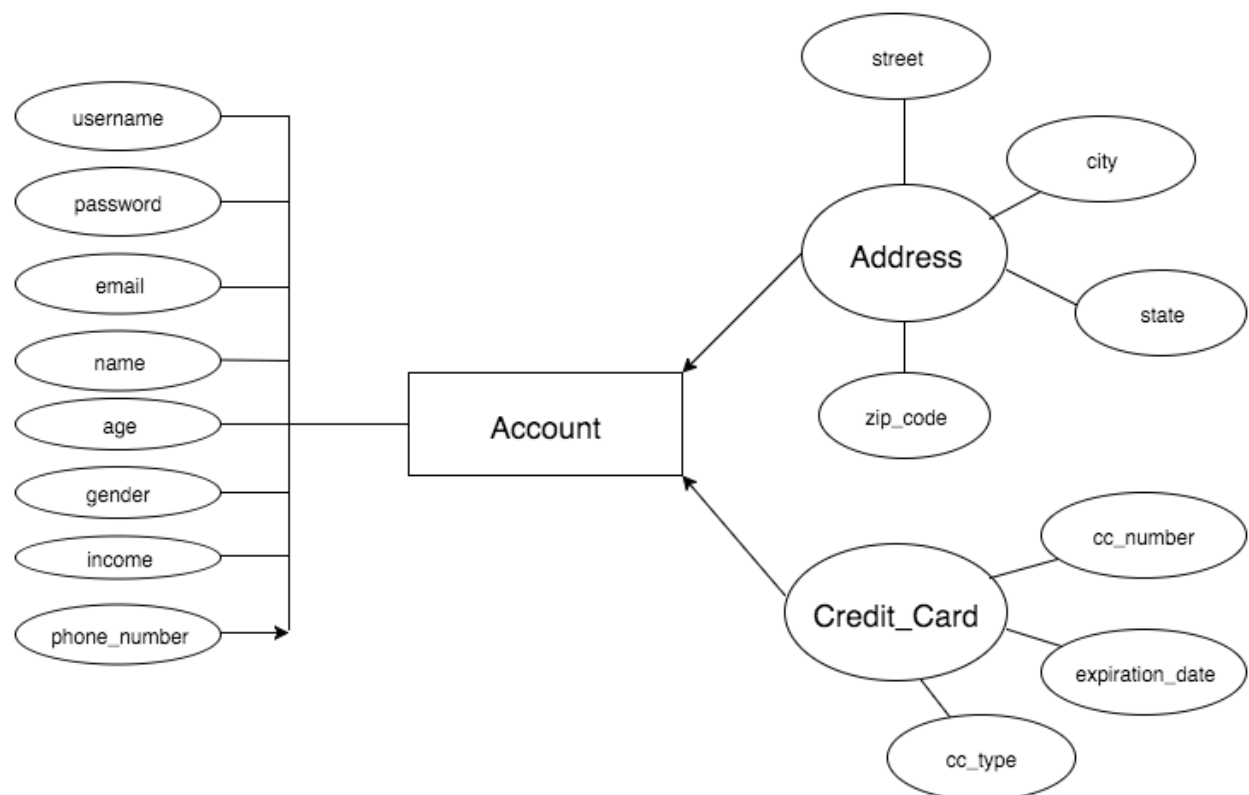 username
password
email
name
age
gender
income
phone_number
Account
street
city
Address
state
zip_code
cc_number
Credit_Card
expiration_date
cc_type